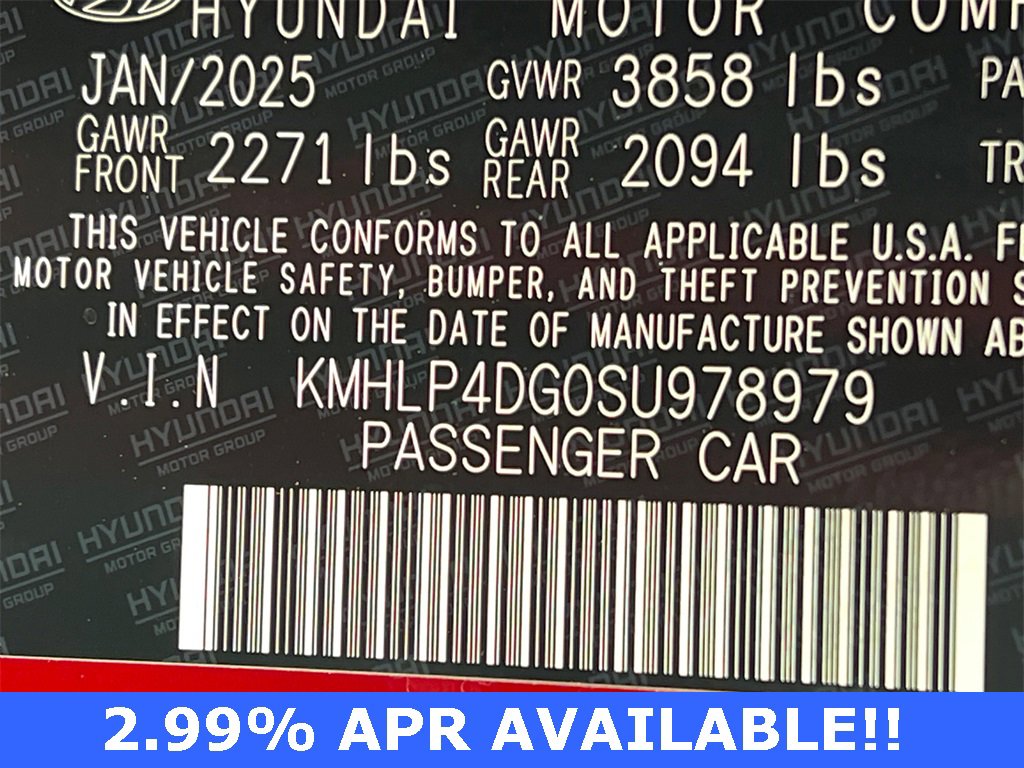 HYUNDAI MOTOR
JAN/2025 GVWR 3858 lbs
GAWR FRONT 2271 lbs GAWR REAR 2094 lbs
THIS VEHICLE CONFORMS TO ALL APPLICABLE U.S.A.
MOTOR VEHICLE SAFETY, BUMPER, AND THEFT PREVENTION
IN EFFECT ON THE DATE OF MANUFACTURE SHOWN
V.I.N KMHLP4DG0SU978979
PASSENGER CAR
2.99% APR AVAILABLE!!